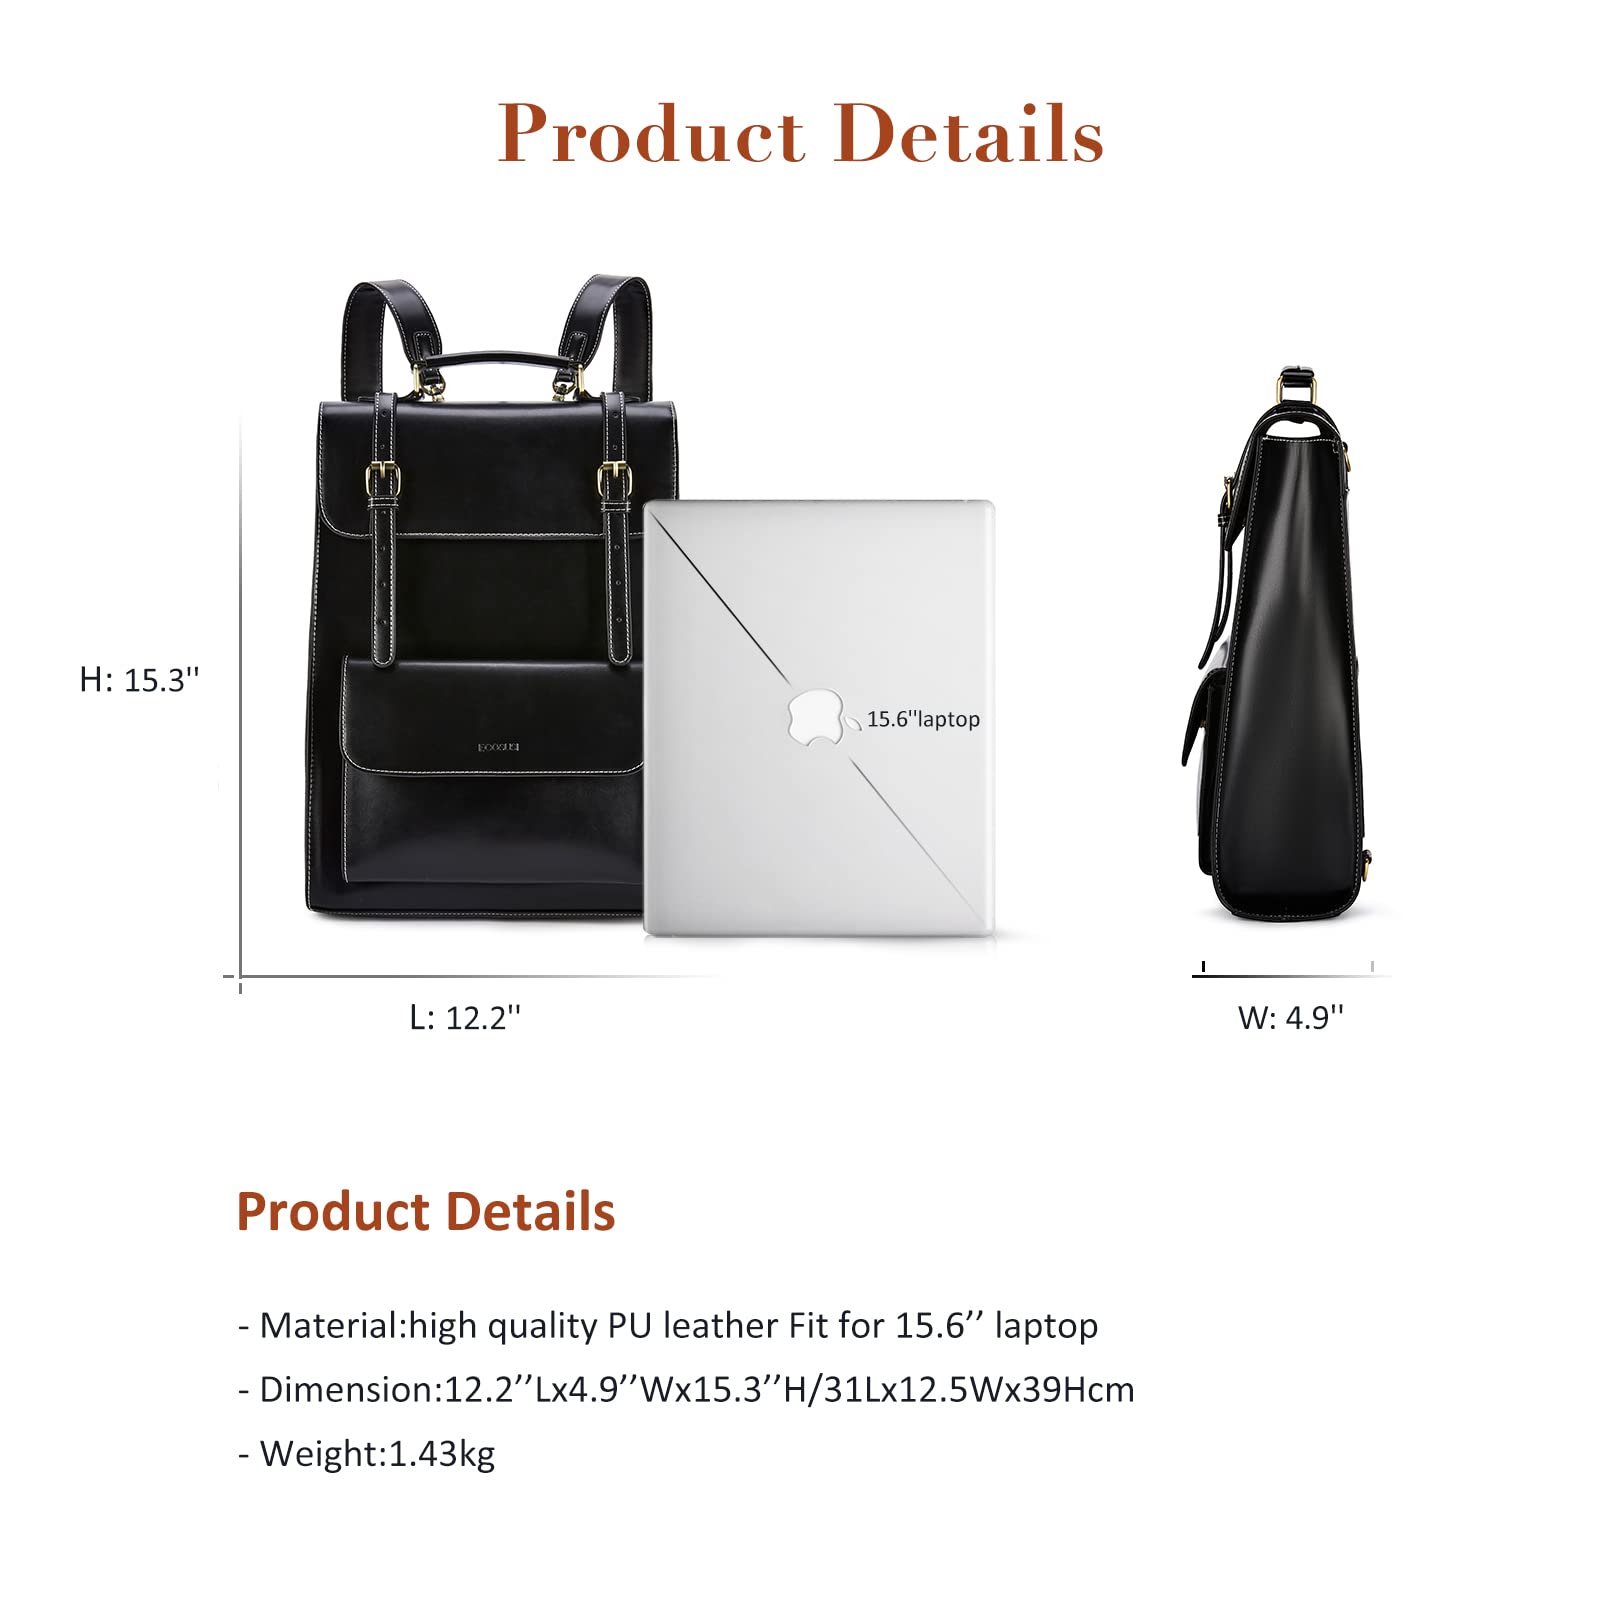 Product Details
H: 15.3''
ECOSUSI
15.6''laptop
L: 12.2''
W: 4.9''
Product Details
- Material:high quality PU leather Fit for 15.6’’ laptop
- Dimension:12.2’’Lx4.9’’Wx15.3’’H/31Lx12.5Wx39Hcm
- Weight:1.43kg